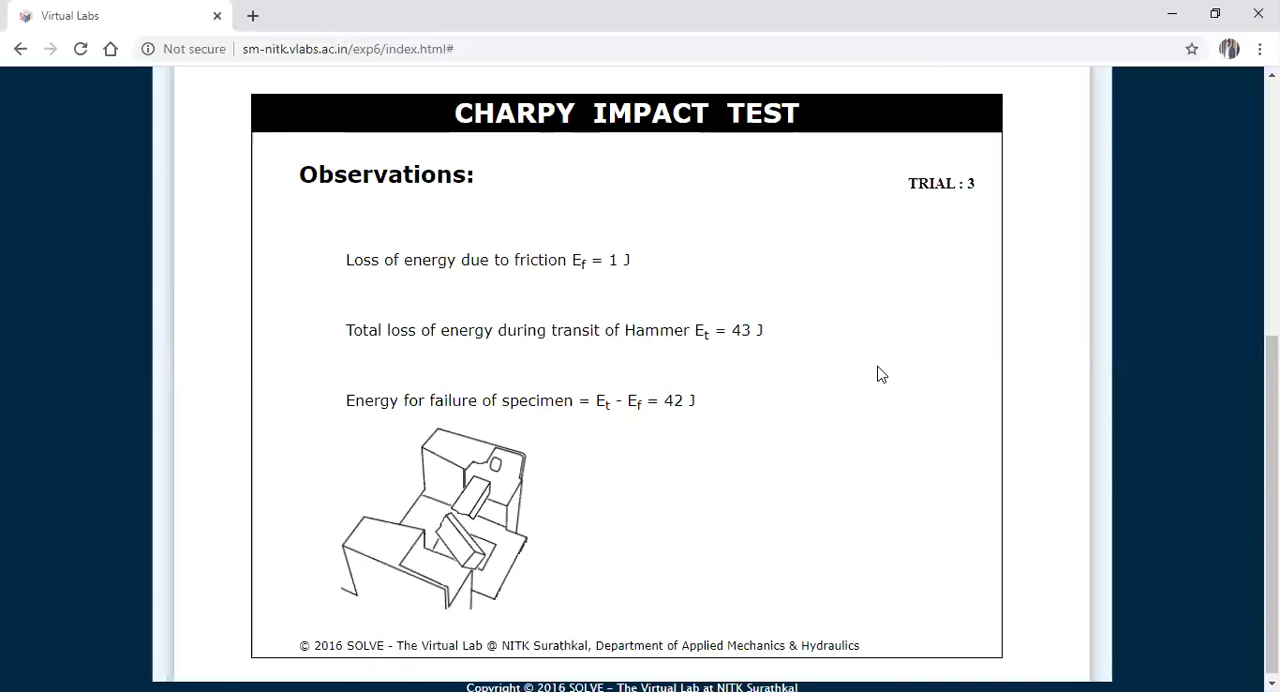 Virtual Labs
Not secure | sm-nitk.vlabs.ac.in/exp6/index.html#
CHARPY IMPACT TEST
Observations:
TRIAL : 3
Loss of energy due to friction Ef = 1 J
Total loss of energy during transit of Hammer Et = 43 J
Energy for failure of specimen = Et - Ef = 42 J
© 2016 SOLVE - The Virtual Lab @ NITK Surathkal, Department of Applied Mechanics & Hydraulics
Copyright © 2016 SOLVE – The Virtual Lab at NITK Surathkal